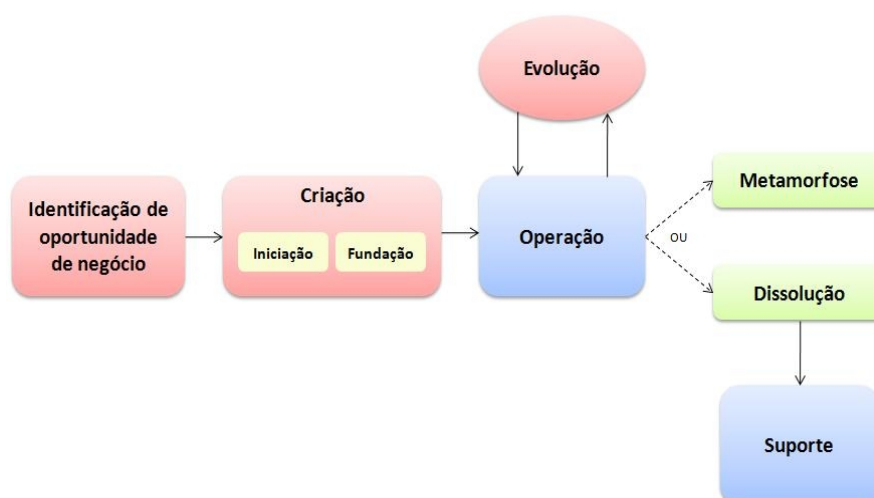 Evolução
Identificação de
oportunidade
de negócio
Criação
Iniciação
Fundação
Operação
OU
Metamorfose
Dissolução
Suporte